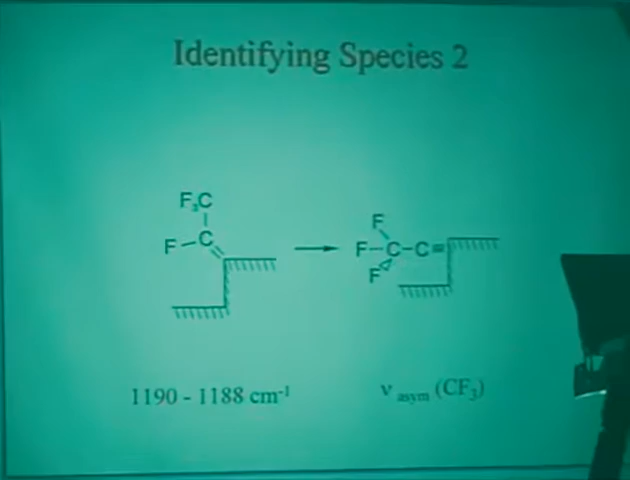 Identifying Species 2
F₃C
F-C
F
F-C-C≡
F
1190 - 1188 cm⁻¹
ν asym (CF₃)